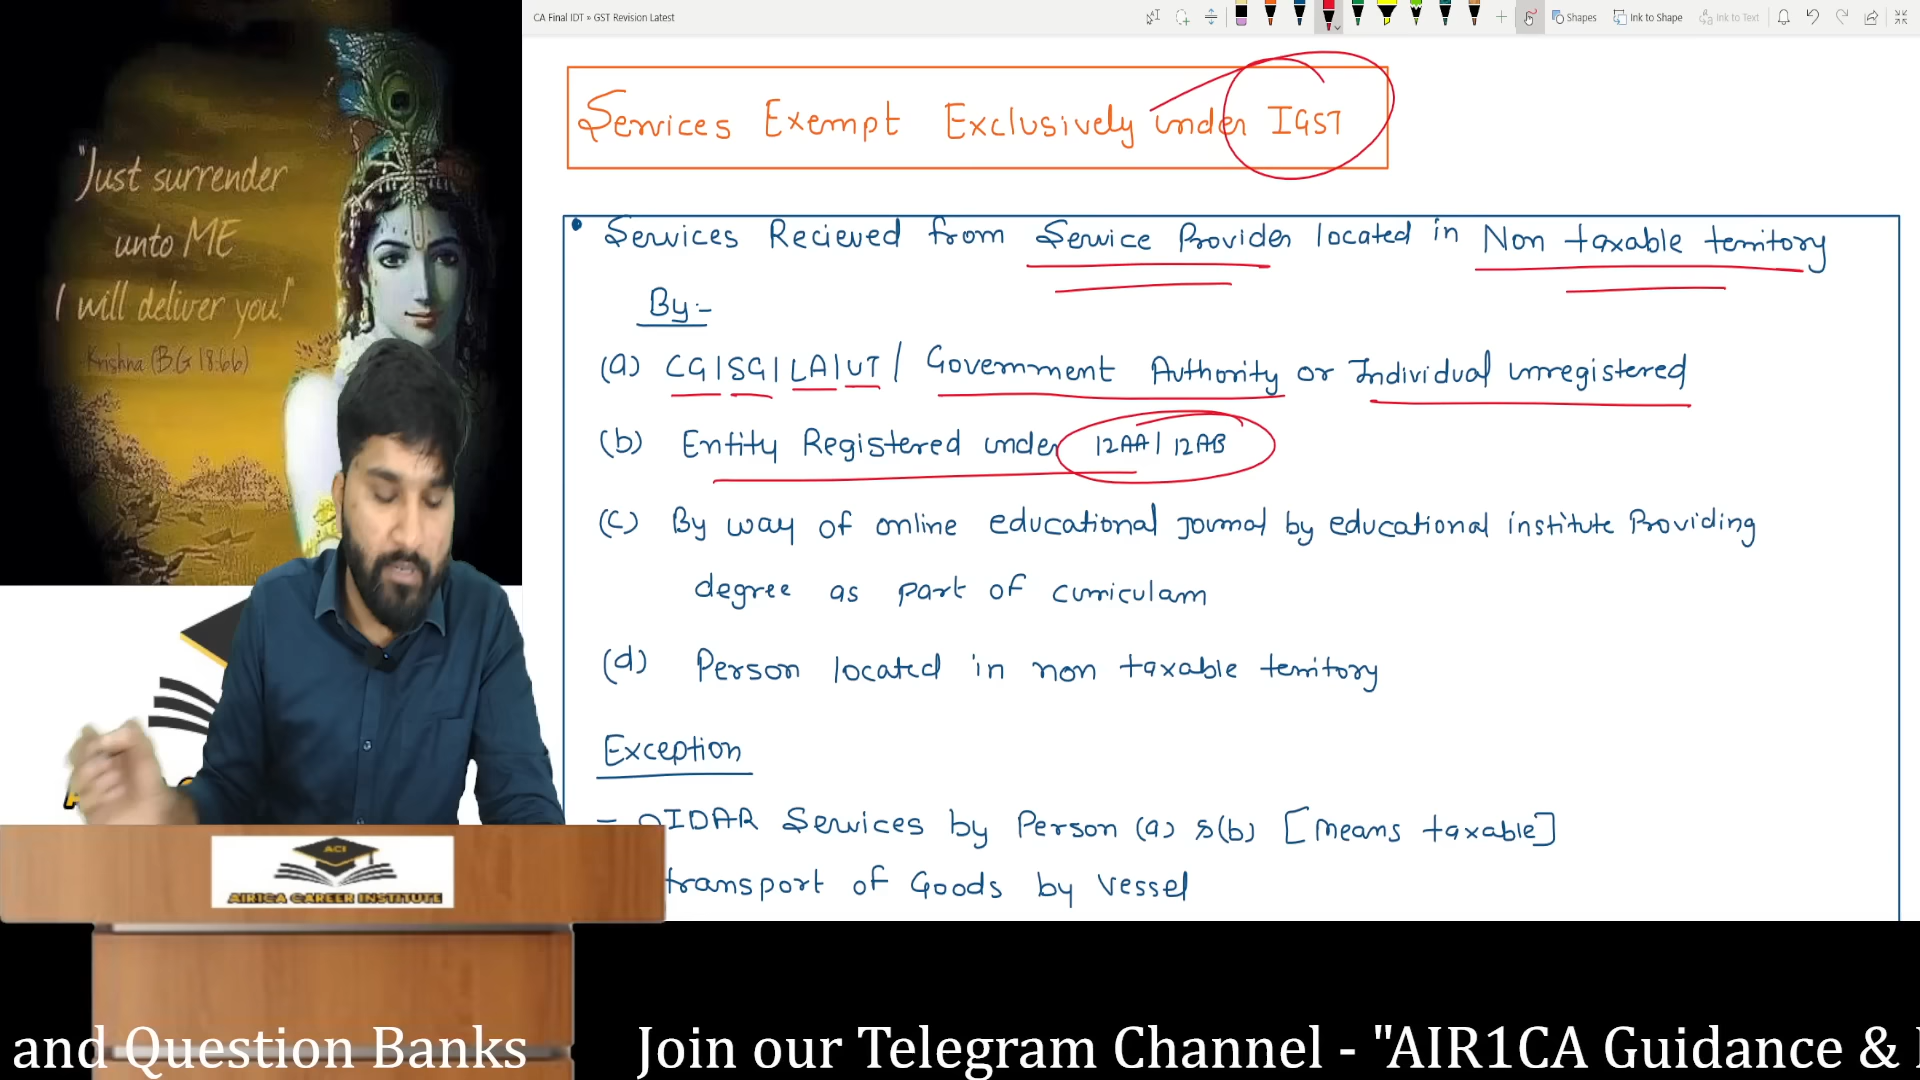 CA Final IDT » GST Revision Latest
Shapes
Ink to Shape
Ink to Text
"Just surrender
unto ME
I will deliver you!"
Krishna (B.G 18:66)
Services Exempt Exclusively under IGST
• Services Recieved from Service Provider located in Non taxable territory
By:-
(a) CG|SG|LA|UT| Government Authority or Individual unregistered
(b) Entity Registered under 12AA| 12AB
(c) By way of online educational journal by educational institute Providing
degree as part of curriculam
(d) Person located in non taxable territory
Exception
- OIDAR Services by Person (a) & (b) [means taxable]
transport of Goods by vessel
ACI
AIR1CA CAREER INSTITUTE
and Question Banks Join our Telegram Channel - "AIR1CA Guidance &